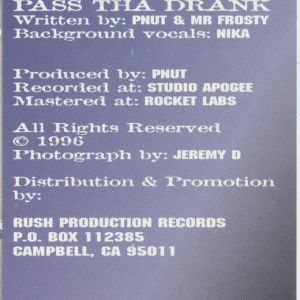 PASS THA DRANK
Written by: PNUT & MR FROSTY
Background vocals: NIKA
Produced by: PNUT
Recorded at: STUDIO APOGEE
Mastered at: ROCKET LABS
All Rights Reserved
© 1996
Photograph by: JEREMY D
Distribution & Promotion
by:
RUSH PRODUCTION RECORDS
P.O. BOX 112385
CAMPBELL, CA 95011